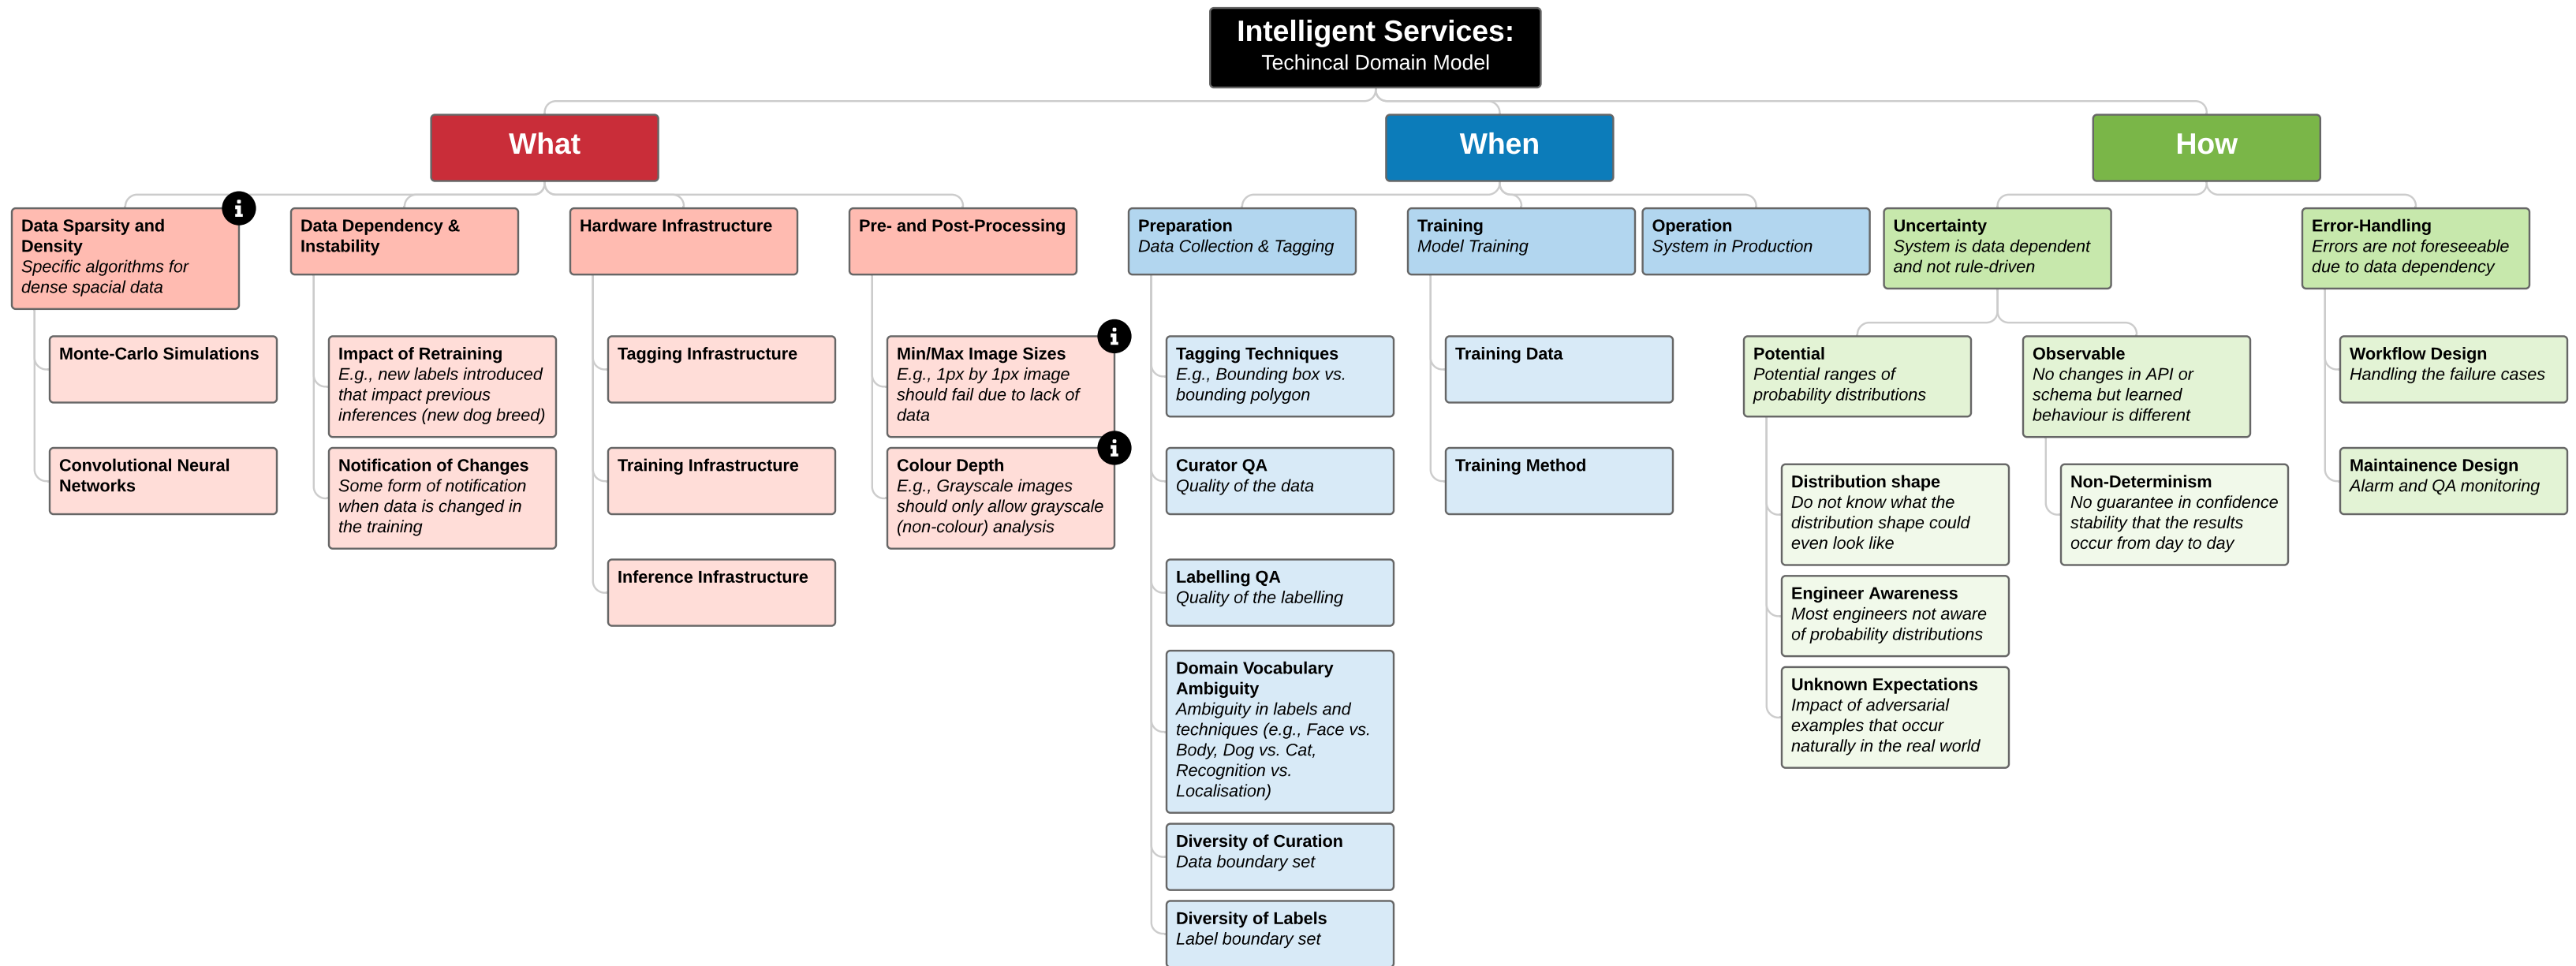 Intelligent Services:
Techincal Domain Model
What
When
How
Data Sparsity and
Density
Specific algorithms for
dense spacial data
Monte-Carlo Simulations
Convolutional Neural
Networks
Data Dependency &
Instability
Impact of Retraining
E.g., new labels introduced
that impact previous
inferences (new dog breed)
Notification of Changes
Some form of notification
when data is changed in
the training
Hardware Infrastructure
Tagging Infrastructure
Training Infrastructure
Inference Infrastructure
Pre- and Post-Processing
Min/Max Image Sizes
E.g., 1px by 1px image
should fail due to lack of
data
Colour Depth
E.g., Grayscale images
should only allow grayscale
(non-colour) analysis
Preparation
Data Collection & Tagging
Tagging Techniques
E.g., Bounding box vs.
bounding polygon
Curator QA
Quality of the data
Labelling QA
Quality of the labelling
Domain Vocabulary
Ambiguity
Ambiguity in labels and
techniques (e.g., Face vs.
Body, Dog vs. Cat,
Recognition vs.
Localisation)
Diversity of Curation
Data boundary set
Diversity of Labels
Label boundary set
Training
Model Training
Training Data
Training Method
Operation
System in Production
Uncertainty
System is data dependent
and not rule-driven
Potential
Potential ranges of
probability distributions
Distribution shape
Do not know what the
distribution shape could
even look like
Engineer Awareness
Most engineers not aware
of probability distributions
Unknown Expectations
Impact of adversarial
examples that occur
naturally in the real world
Observable
No changes in API or
schema but learned
behaviour is different
Non-Determinism
No guarantee in confidence
stability that the results
occur from day to day
Error-Handling
Errors are not foreseeable
due to data dependency
Workflow Design
Handling the failure cases
Maintainence Design
Alarm and QA monitoring